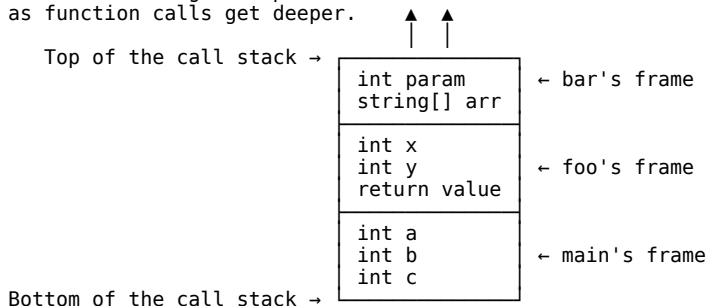 as function calls get deeper.
Top of the call stack →
int param
string[] arr
← bar's frame
int x
int y
return value
← foo's frame
int a
int b
int c
← main's frame
Bottom of the call stack →